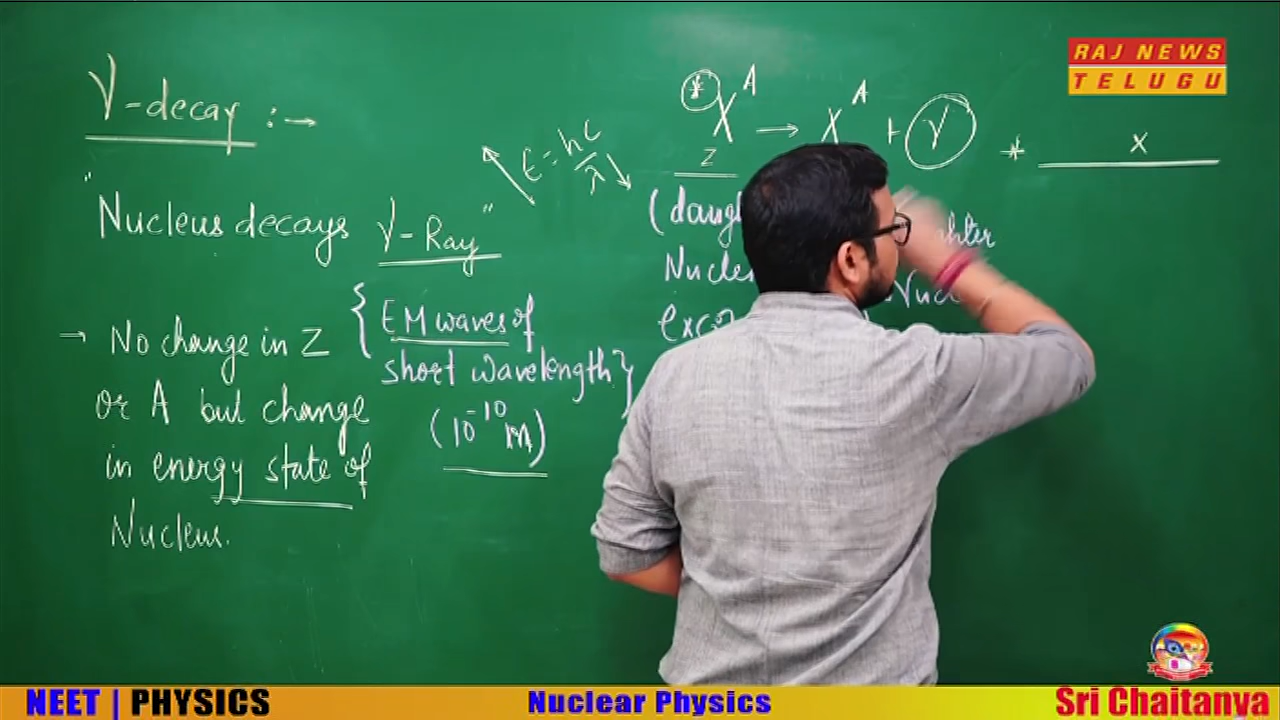 γ-decay :→
"Nucleus decays γ-Ray"
{EM waves of
short wavelength}
(10⁻¹⁰ m)
→ No change in Z
or A but change
in energy state of
Nucleus.
E = hc/λ
* X A Z → X A + γ
* X
Nucle
RAJ NEWS
TELUGU
NEET | PHYSICS
Nuclear Physics
Sri Chaitanya